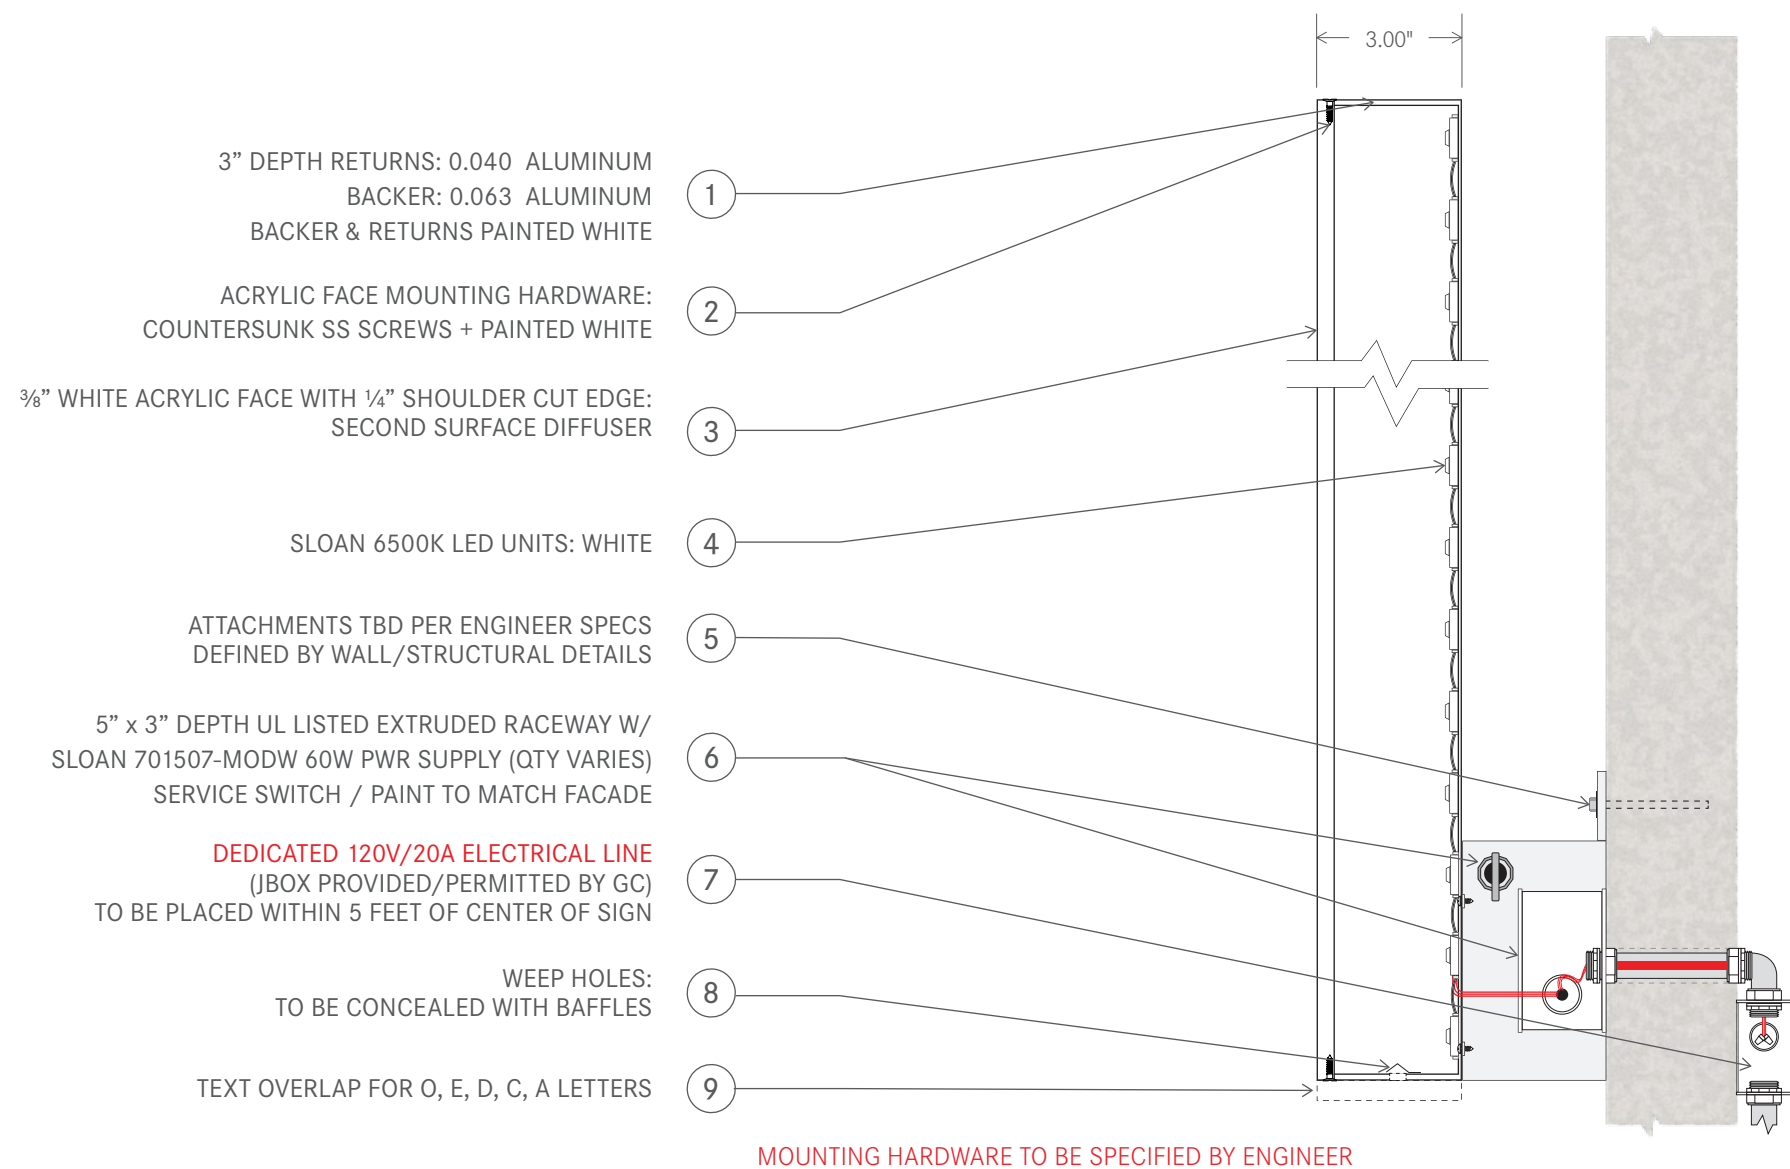 3.00"
3” DEPTH RETURNS: 0.040 ALUMINUM
BACKER: 0.063 ALUMINUM
BACKER & RETURNS PAINTED WHITE
1
ACRYLIC FACE MOUNTING HARDWARE:
COUNTERSUNK SS SCREWS + PAINTED WHITE
2
⅜” WHITE ACRYLIC FACE WITH ¼” SHOULDER CUT EDGE:
SECOND SURFACE DIFFUSER
3
SLOAN 6500K LED UNITS: WHITE
4
ATTACHMENTS TBD PER ENGINEER SPECS
DEFINED BY WALL/STRUCTURAL DETAILS
5
5” x 3” DEPTH UL LISTED EXTRUDED RACEWAY W/
SLOAN 701507-MODW 60W PWR SUPPLY (QTY VARIES)
SERVICE SWITCH / PAINT TO MATCH FACADE
6
DEDICATED 120V/20A ELECTRICAL LINE
(JBOX PROVIDED/PERMITTED BY GC)
TO BE PLACED WITHIN 5 FEET OF CENTER OF SIGN
7
WEEP HOLES:
TO BE CONCEALED WITH BAFFLES
8
TEXT OVERLAP FOR O, E, D, C, A LETTERS
9
MOUNTING HARDWARE TO BE SPECIFIED BY ENGINEER